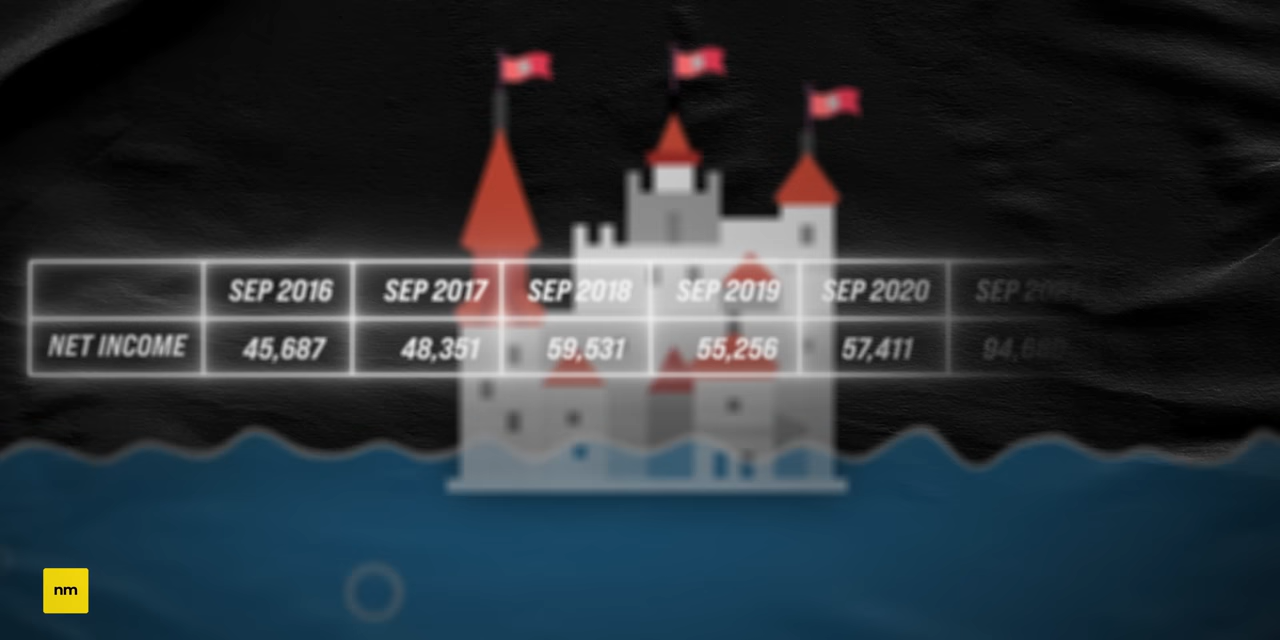 SEP 2016 SEP 2017 SEP 2018 SEP 2019 SEP 2020 SEP
NET INCOME 45,687 48,351 59,531 55,256 57,411
nm